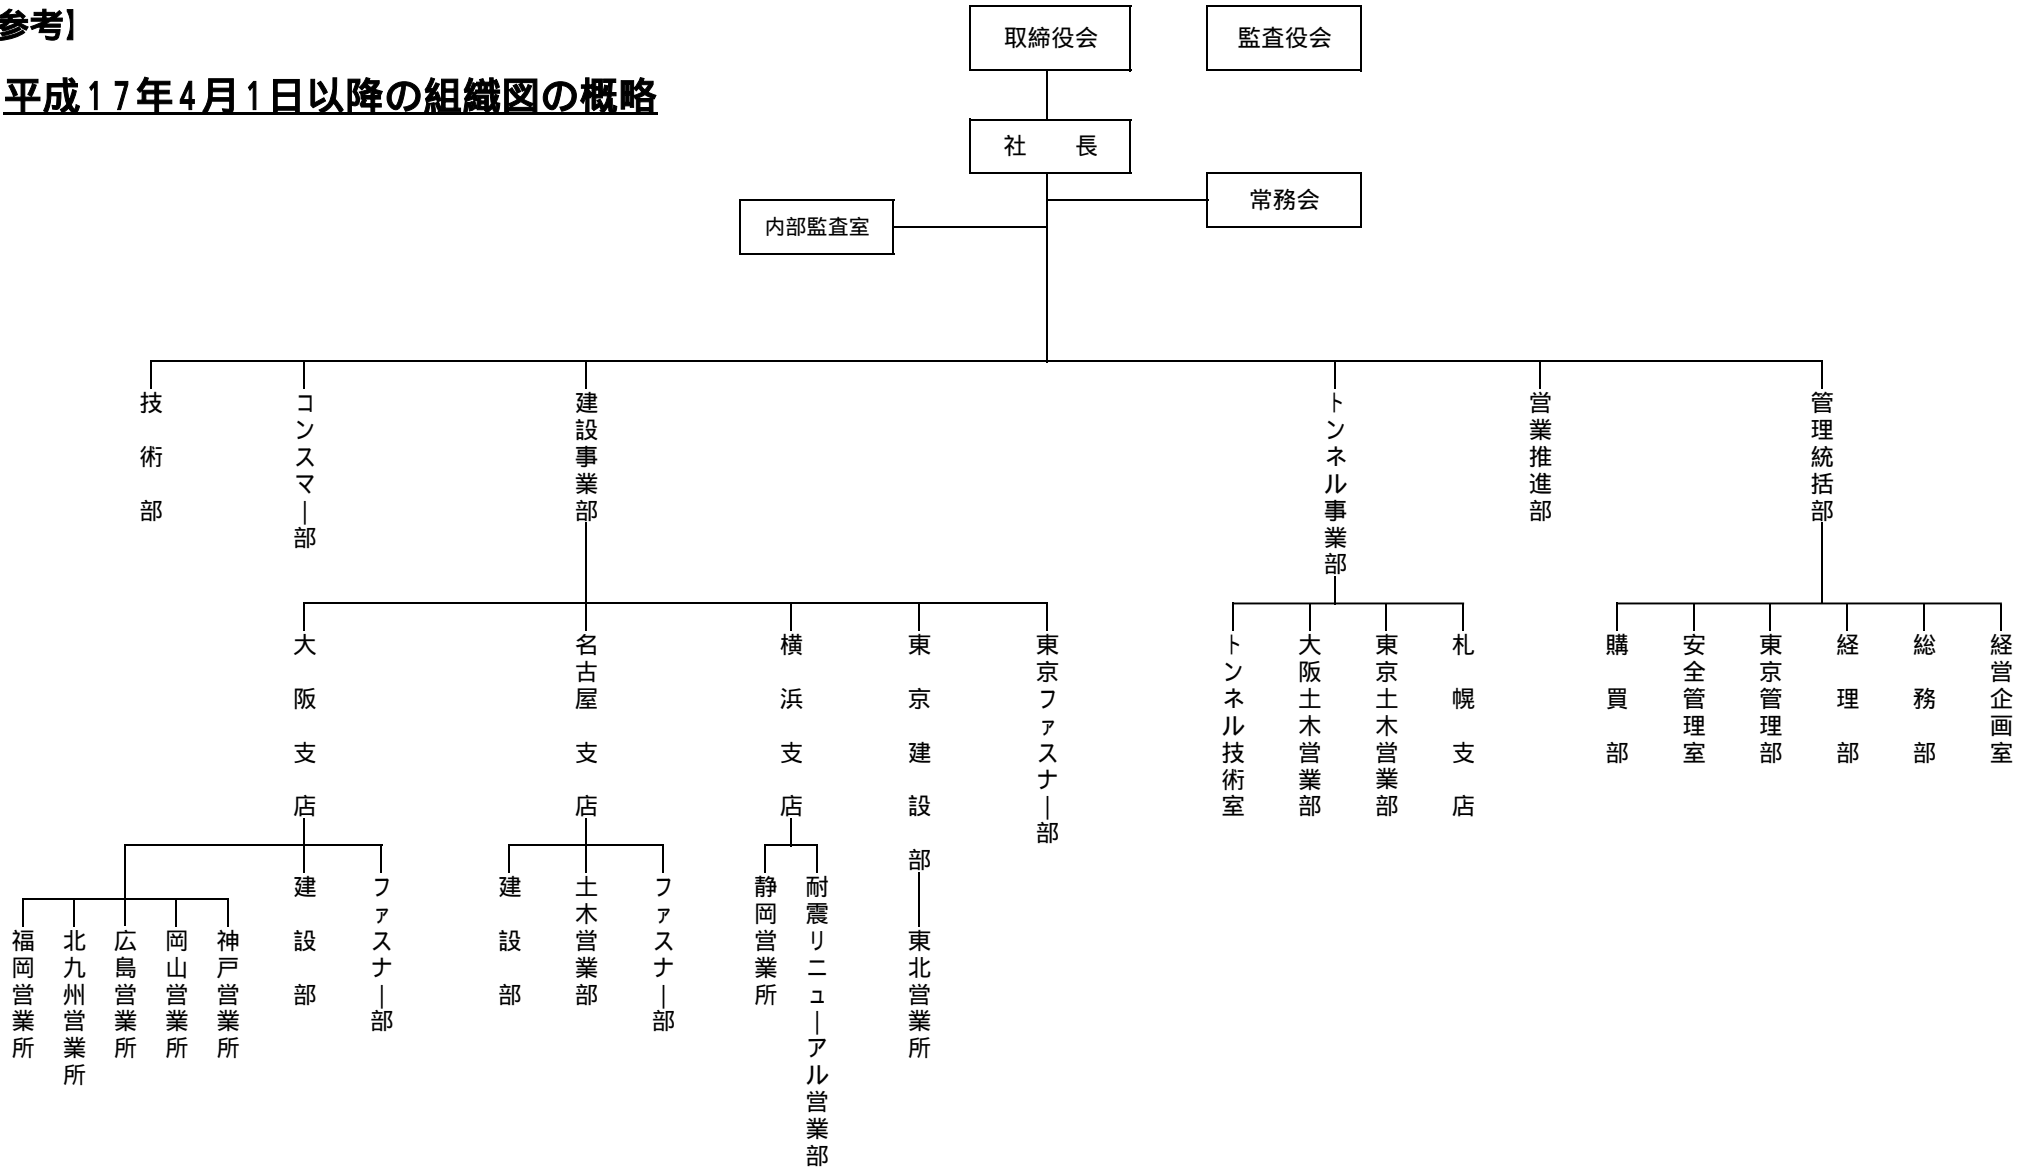 参考】
平成１７年４月１日以降の組織図の概略
取締役会
監査役会
社　　長
常務会
内部監査室
技術部
コンスマー部
建設事業部
トンネル事業部
営業推進部
管理統括部
大阪支店
名古屋支店
横浜支店
東京建設部
東京ファスナー部
トンネル技術室
大阪土木営業部
東京土木営業部
札幌支店
購買部
安全管理室
東京管理部
経理部
総務部
経営企画室
建設部
ファスナー部
建設部
土木営業部
ファスナー部
静岡営業所
耐震リニューアル営業部
福岡営業所
北九州営業所
広島営業所
岡山営業所
神戸営業所
東北営業所